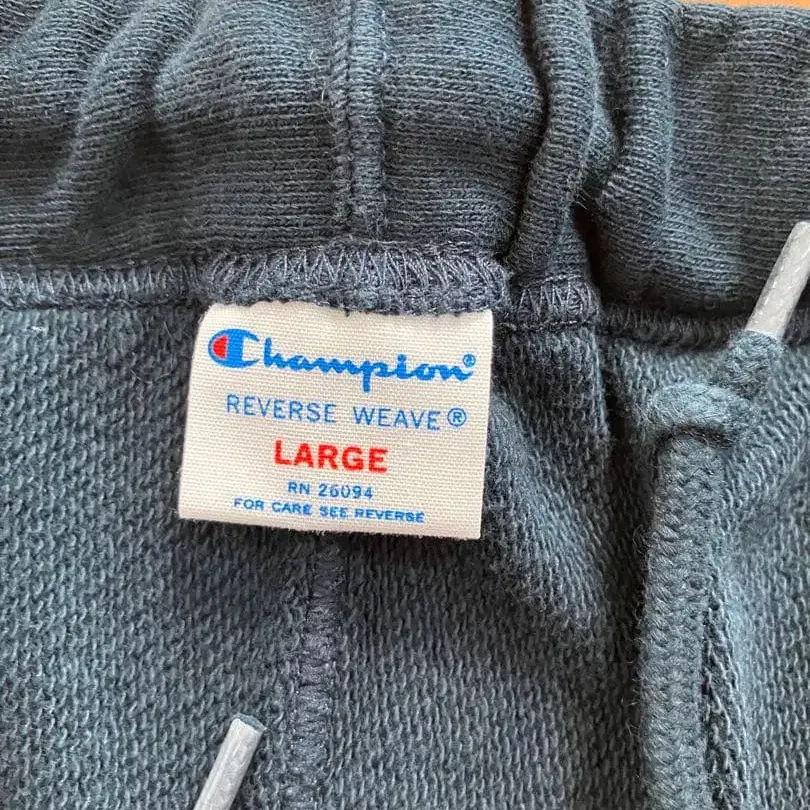 Champion®
REVERSE WEAVE®
LARGE
RN 26094
FOR CARE SEE REVERSE